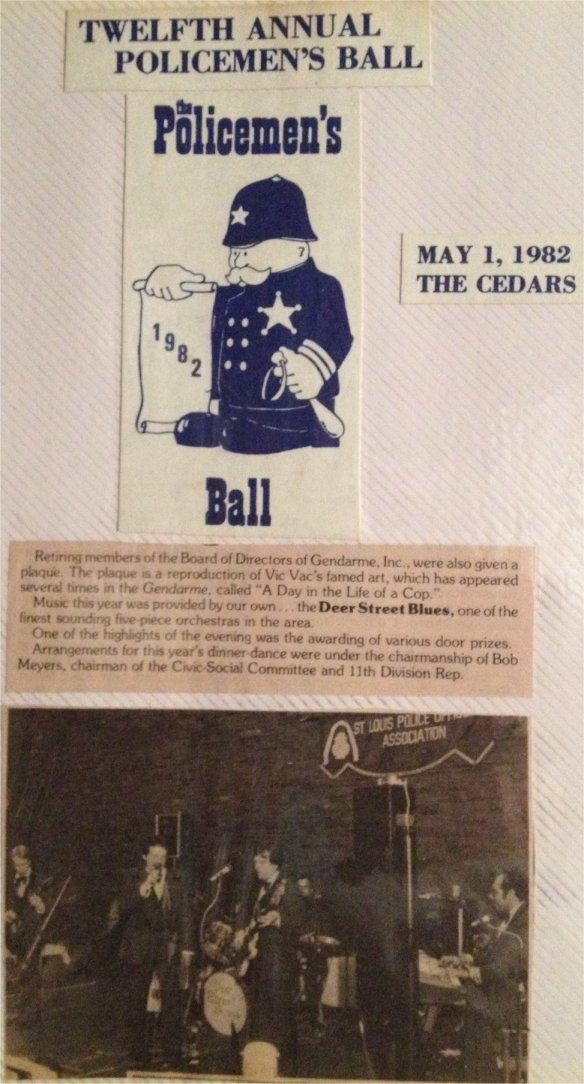 TWELFTH ANNUAL
POLICEMEN'S BALL
the
Policemen's
7
1982
Ball
MAY 1, 1982
THE CEDARS
Retiring members of the Board of Directors of Gendarme, Inc., were also given a
plaque. The plaque is a reproduction of Vic Vac's famed art, which has appeared
several times in the Gendarme, called "A Day in the Life of a Cop."
Music this year was provided by our own . . . the Deer Street Blues, one of the
finest sounding five-piece orchestras in the area.
One of the highlights of the evening was the awarding of various door prizes.
Arrangements for this year's dinner-dance were under the chairmanship of Bob
Meyers, chairman of the Civic-Social Committee and 11th Division Rep.
ST LOUIS POLICE
ASSOCIATION